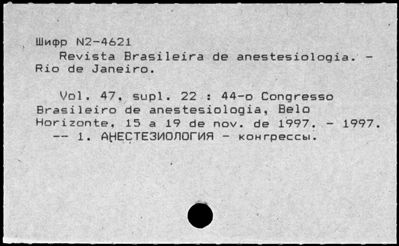 Шифр N2-4621
Revista Brasileira de anestesiologia. -
Rio de Janeiro.
Vol. 47, supl. 22 : 44-o Congresso
Brasileiro de anestesiologia, Belo
Horizonte, 15 a 19 de nov. de 1997. - 1997.
-- 1. АНЕСТЕЗИОЛОГИЯ - конгрессы.